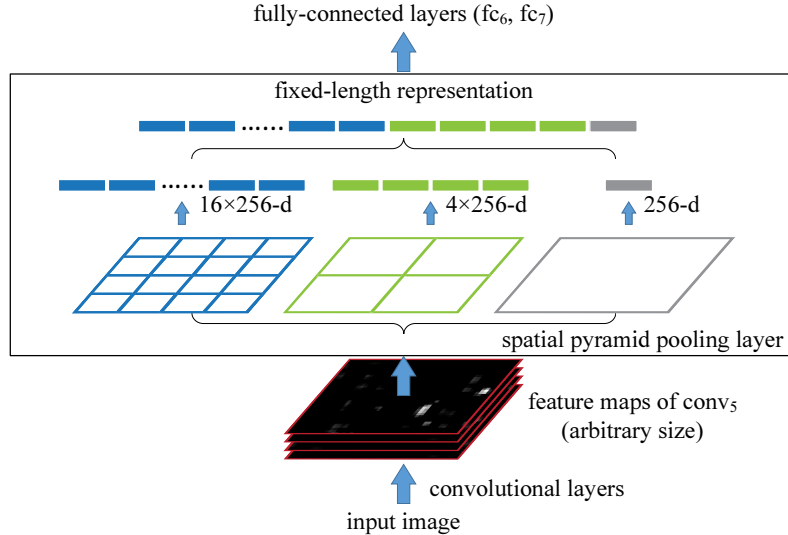 fully-connected layers (fc6, fc7)
fixed-length representation
......
......
16×256-d
4×256-d
256-d
spatial pyramid pooling layer
feature maps of conv5
(arbitrary size)
convolutional layers
input image